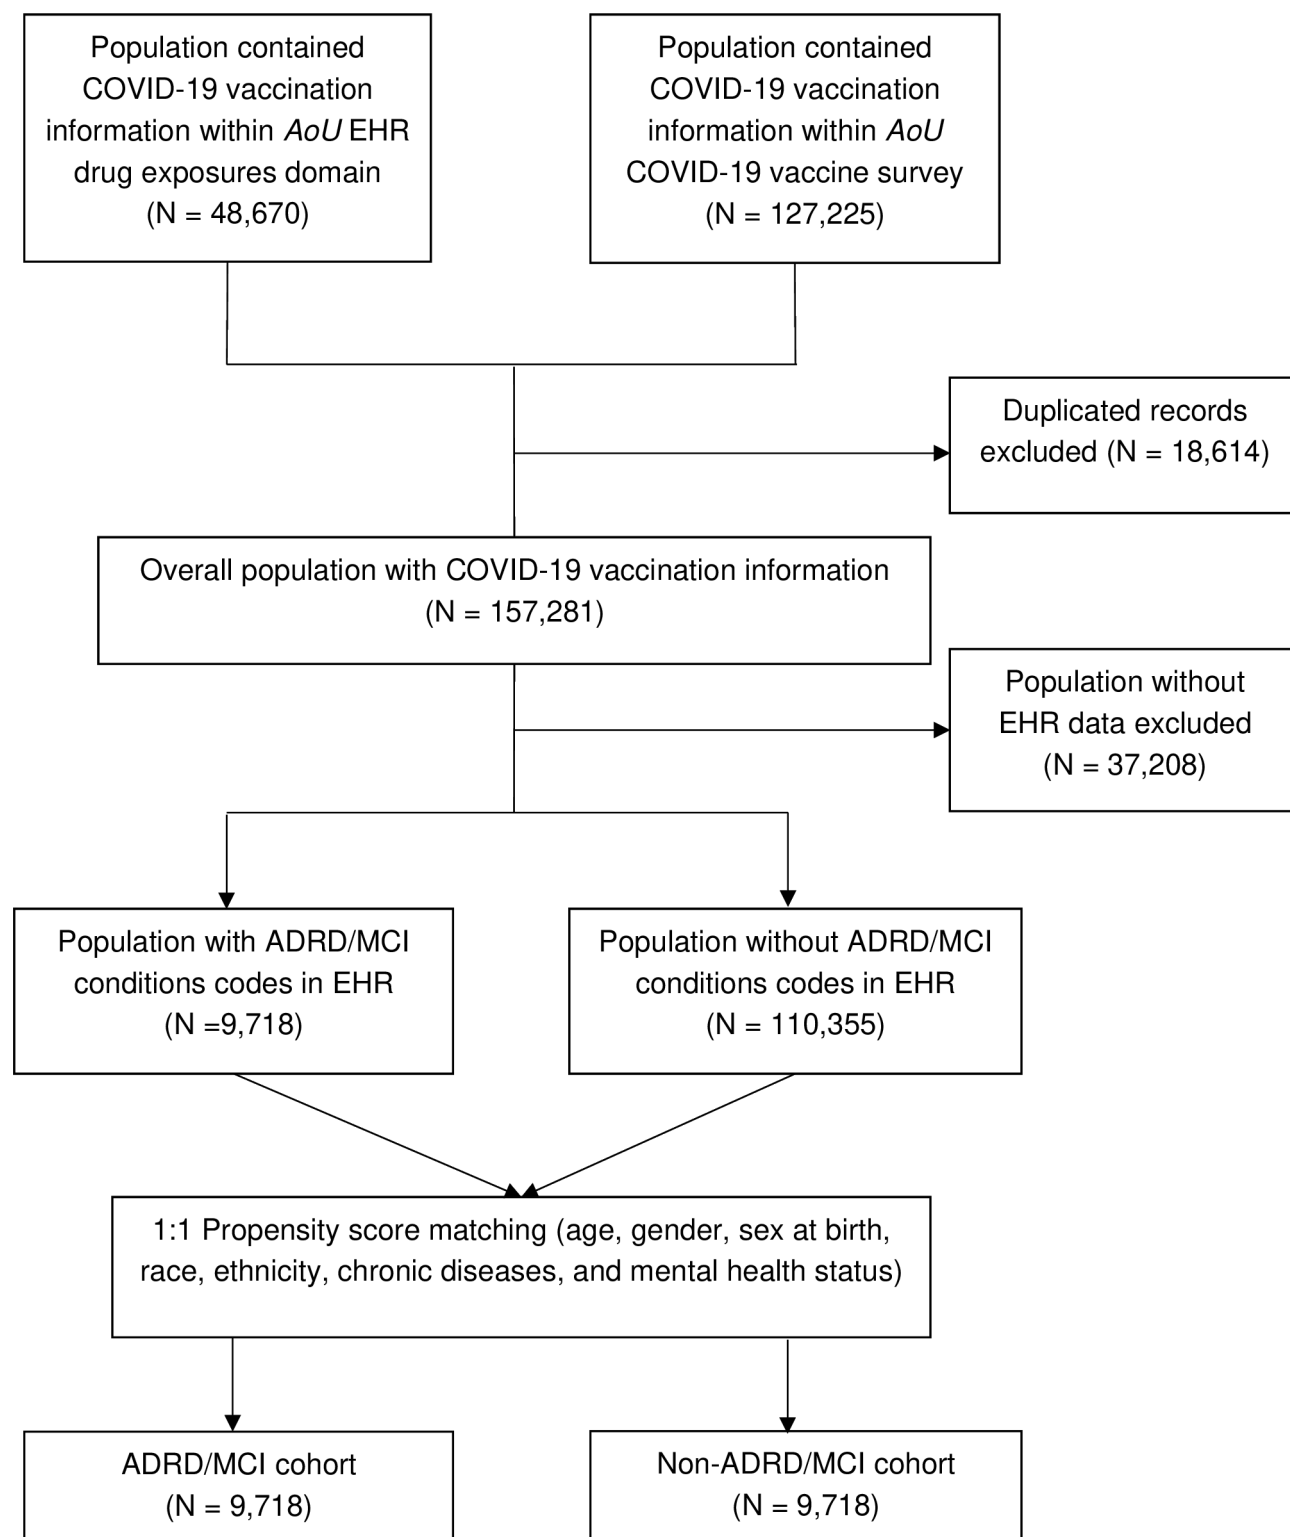 Population contained
COVID-19 vaccination
information within AoU EHR
drug exposures domain
(N = 48,670)
Population contained
COVID-19 vaccination
information within AoU
COVID-19 vaccine survey
(N = 127,225)
Duplicated records
excluded (N = 18,614)
Overall population with COVID-19 vaccination information
(N = 157,281)
Population without
EHR data excluded
(N = 37,208)
Population with ADRD/MCI
conditions codes in EHR
(N =9,718)
Population without ADRD/MCI
conditions codes in EHR
(N = 110,355)
1:1 Propensity score matching (age, gender, sex at birth,
race, ethnicity, chronic diseases, and mental health status)
ADRD/MCI cohort
(N = 9,718)
Non-ADRD/MCI cohort
(N = 9,718)